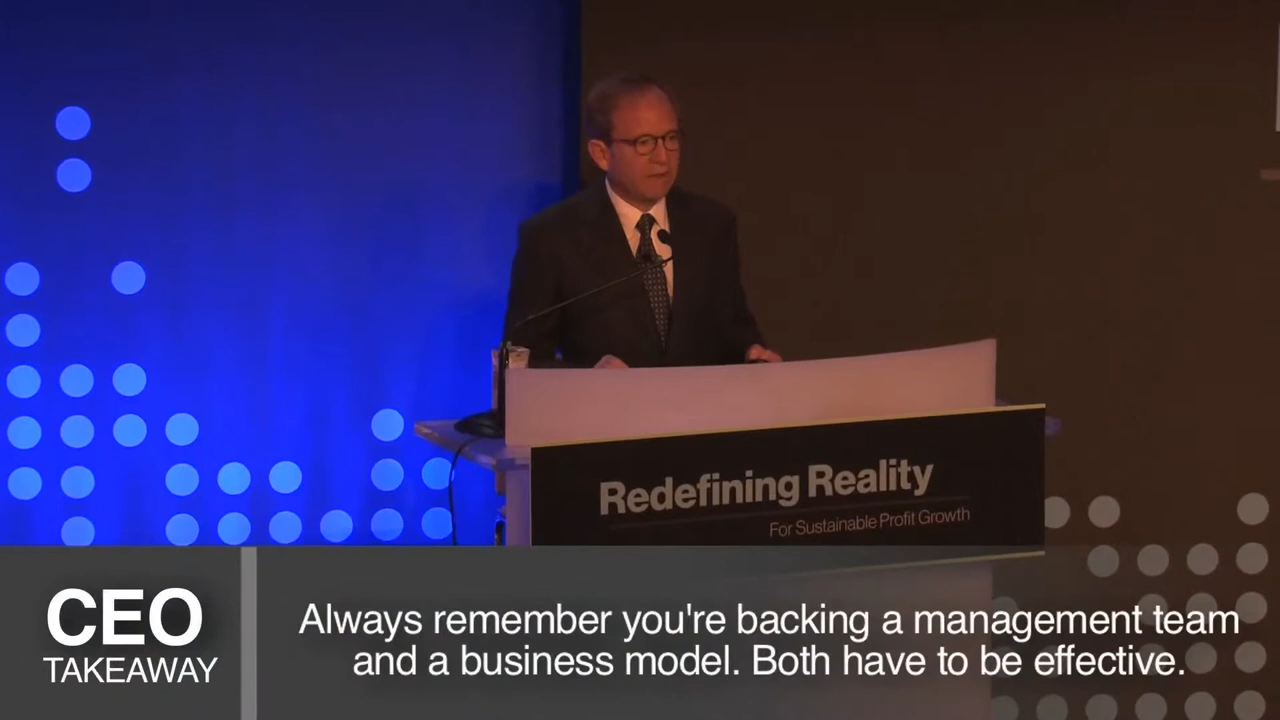 Redefining Reality
For Sustainable Profit Growth
CEO
TAKEAWAY
Always remember you're backing a management team
and a business model. Both have to be effective.